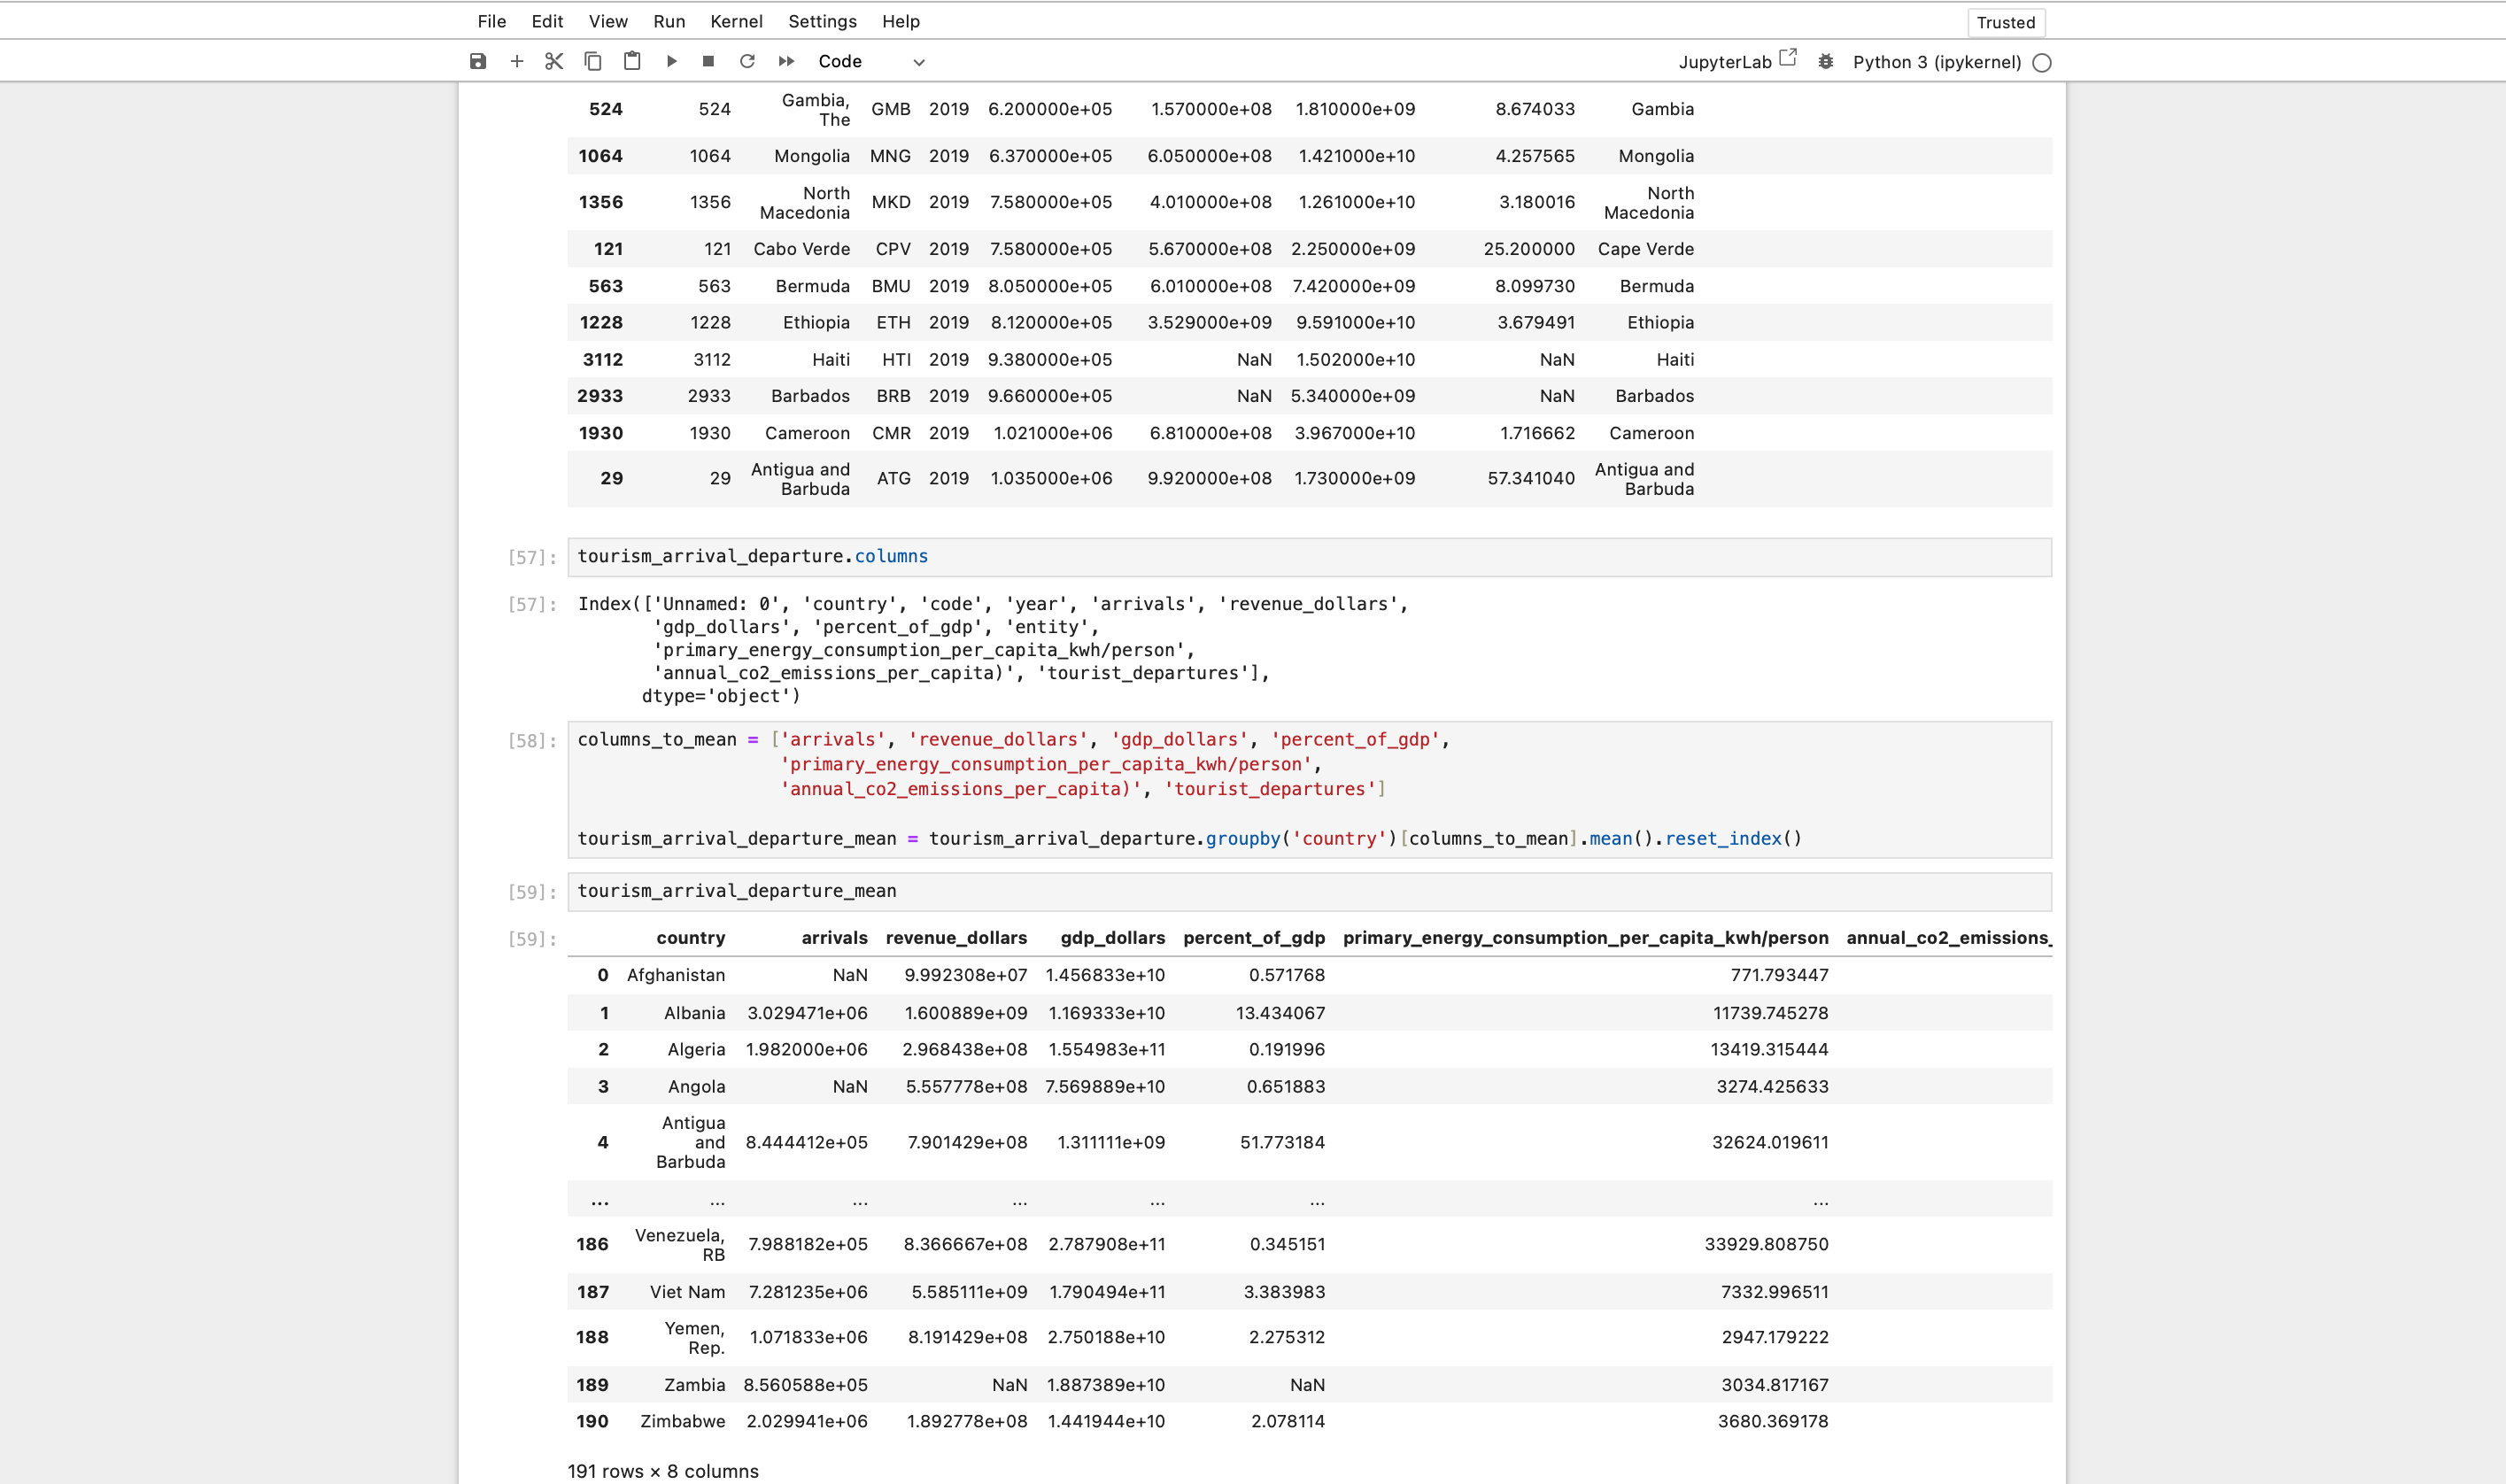 File Edit View Run Kernel Settings Help Trusted
Code JupyterLab Python 3 (ipykernel)
524 524 Gambia, The GMB 2019 6.200000e+05 1.570000e+08 1.810000e+09 8.674033 Gambia
1064 1064 Mongolia MNG 2019 6.370000e+05 6.050000e+08 1.421000e+10 4.257565 Mongolia
1356 1356 North Macedonia MKD 2019 7.580000e+05 4.010000e+08 1.261000e+10 3.180016 North Macedonia
121 121 Cabo Verde CPV 2019 7.580000e+05 5.670000e+08 2.250000e+09 25.200000 Cape Verde
563 563 Bermuda BMU 2019 8.050000e+05 6.010000e+08 7.420000e+09 8.099730 Bermuda
1228 1228 Ethiopia ETH 2019 8.120000e+05 3.529000e+09 9.591000e+10 3.679491 Ethiopia
3112 3112 Haiti HTI 2019 9.380000e+05 NaN 1.502000e+10 NaN Haiti
2933 2933 Barbados BRB 2019 9.660000e+05 NaN 5.340000e+09 NaN Barbados
1930 1930 Cameroon CMR 2019 1.021000e+06 6.810000e+08 3.967000e+10 1.716662 Cameroon
29 29 Antigua and Barbuda ATG 2019 1.035000e+06 9.920000e+08 1.730000e+09 57.341040 Antigua and Barbuda
[57]: tourism_arrival_departure.columns
[57]: Index(['Unnamed: 0', 'country', 'code', 'year', 'arrivals', 'revenue_dollars',
'gdp_dollars', 'percent_of_gdp', 'entity',
'primary_energy_consumption_per_capita_kwh/person',
'annual_co2_emissions_per_capita)', 'tourist_departures'],
dtype='object')
[58]: columns_to_mean = ['arrivals', 'revenue_dollars', 'gdp_dollars', 'percent_of_gdp',
'primary_energy_consumption_per_capita_kwh/person',
'annual_co2_emissions_per_capita)', 'tourist_departures']
tourism_arrival_departure_mean = tourism_arrival_departure.groupby('country')[columns_to_mean].mean().reset_index()
[59]: tourism_arrival_departure_mean
[59]: country arrivals revenue_dollars gdp_dollars percent_of_gdp primary_energy_consumption_per_capita_kwh/person annual_co2_emissions_
0 Afghanistan NaN 9.992308e+07 1.456833e+10 0.571768 771.793447
1 Albania 3.029471e+06 1.600889e+09 1.169333e+10 13.434067 11739.745278
2 Algeria 1.982000e+06 2.968438e+08 1.554983e+11 0.191996 13419.315444
3 Angola NaN 5.557778e+08 7.569889e+10 0.651883 3274.425633
4 Antigua and Barbuda 8.444412e+05 7.901429e+08 1.311111e+09 51.773184 32624.019611
... ... ... ... ... ... ...
186 Venezuela, RB 7.988182e+05 8.366667e+08 2.787908e+11 0.345151 33929.808750
187 Viet Nam 7.281235e+06 5.585111e+09 1.790494e+11 3.383983 7332.996511
188 Yemen, Rep. 1.071833e+06 8.191429e+08 2.750188e+10 2.275312 2947.179222
189 Zambia 8.560588e+05 NaN 1.887389e+10 NaN 3034.817167
190 Zimbabwe 2.029941e+06 1.892778e+08 1.441944e+10 2.078114 3680.369178
191 rows × 8 columns